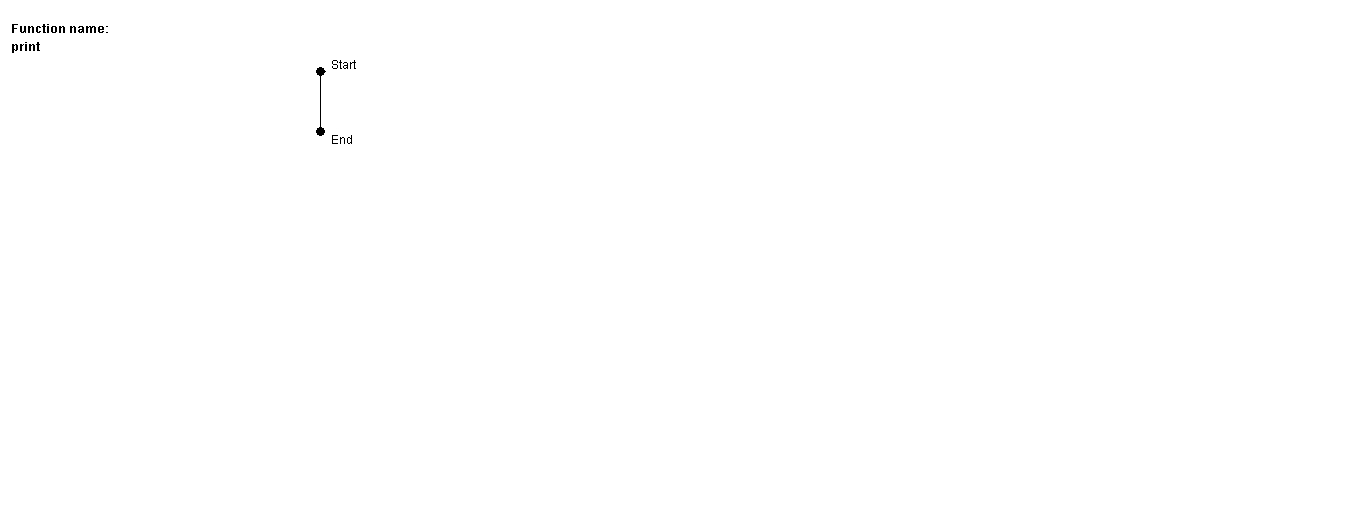 Function name:
print
Start
End